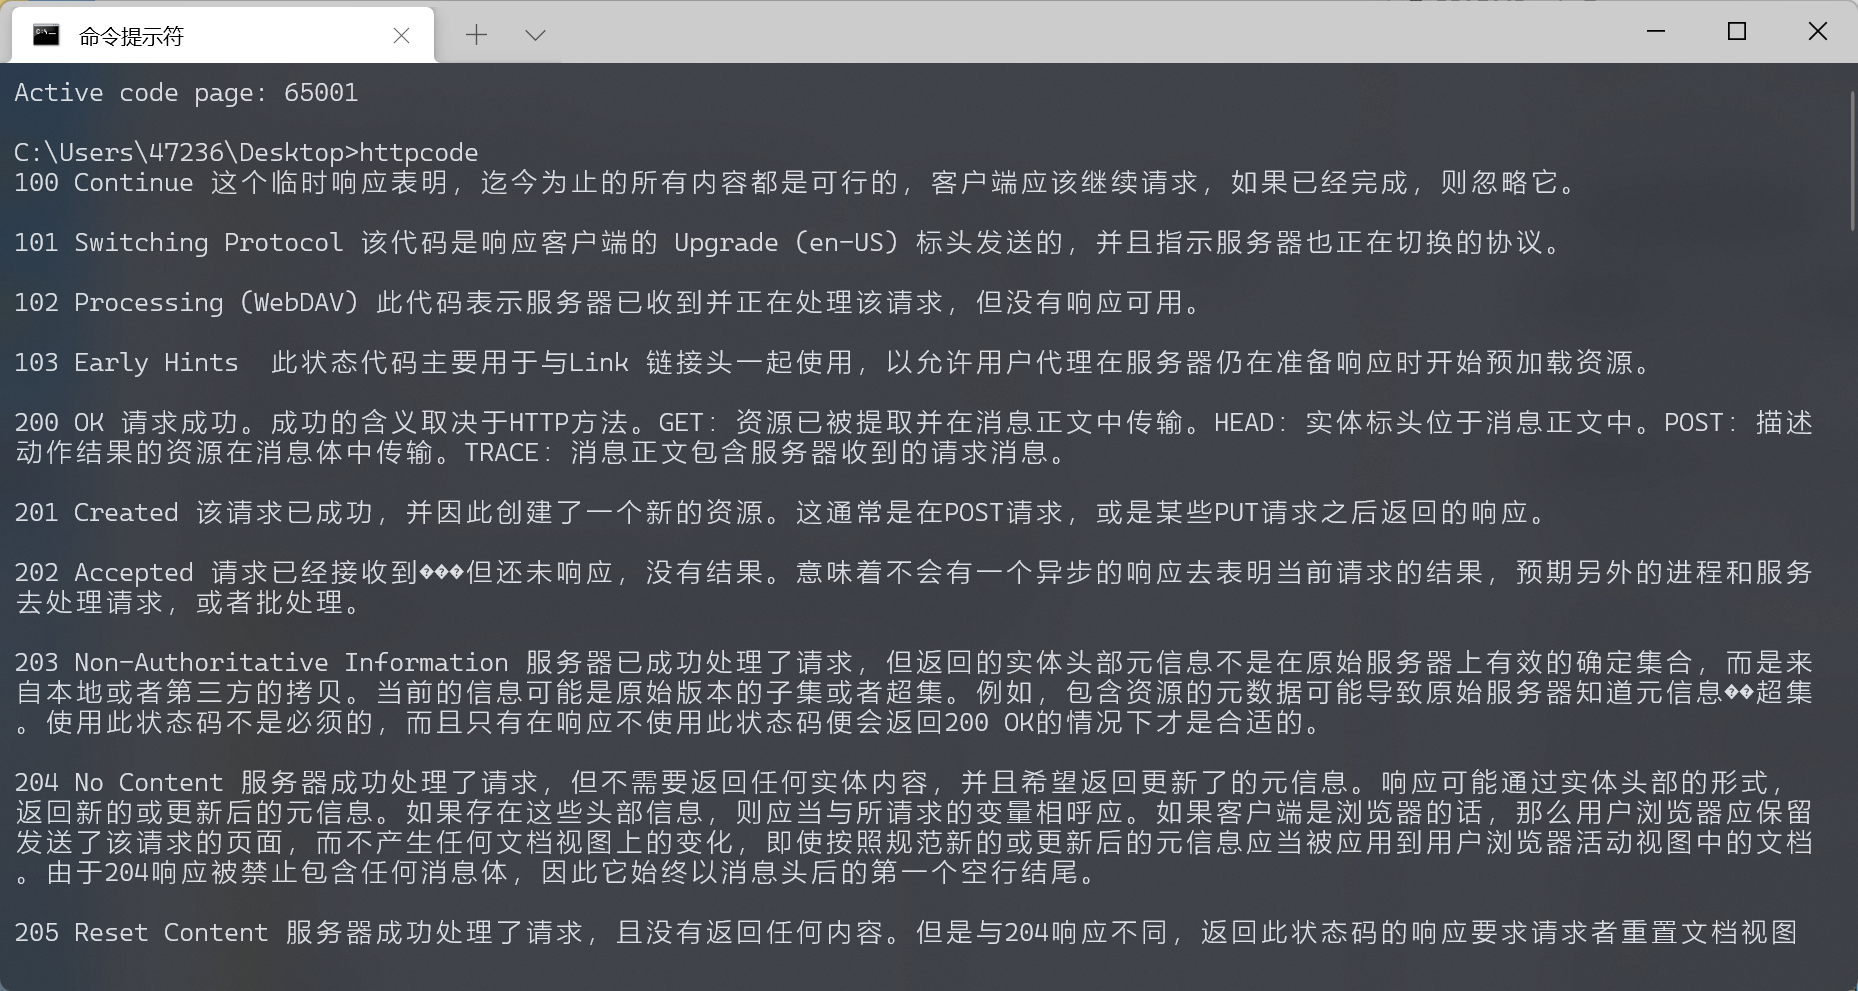 命令提示符
Active code page: 65001
C:\Users\47236\Desktop>httpcode
100 Continue 这个临时响应表明，迄今为止的所有内容都是可行的，客户端应该继续请求，如果已经完成，则忽略它。
101 Switching Protocol 该代码是响应客户端的 Upgrade (en-US) 标头发送的，并且指示服务器也正在切换的协议。
102 Processing (WebDAV) 此代码表示服务器已收到并正在处理该请求，但没有响应可用。
103 Early Hints  此状态代码主要用于与Link 链接头一起使用，以允许用户代理在服务器仍在准备响应时开始预加载资源。
200 OK 请求成功。成功的含义取决于HTTP方法。GET: 资源已被提取并在消息正文中传输。HEAD: 实体标头位于消息正文中。POST: 描述
动作结果的资源在消息体中传输。TRACE: 消息正文包含服务器收到的请求消息。
201 Created 该请求已成功，并因此创建了一个新的资源。这通常是在POST请求，或是某些PUT请求之后返回的响应。
202 Accepted 请求已经接收到���但还未响应，没有结果。意味着不会有一个异步的响应去表明当前请求的结果，预期另外的进程和服务
去处理请求，或者批处理。
203 Non-Authoritative Information 服务器已成功处理了请求，但返回的实体头部元信息不是在原始服务器上有效的确定集合，而是来
自本地或者第三方的拷贝。当前的信息可能是原始版本的子集或者超集。例如，包含资源的元数据可能导致原始服务器知道元信息��超集
。使用此状态码不是必须的，而且只有在响应不使用此状态码便会返回200 OK的情况下才是合适的。
204 No Content 服务器成功处理了请求，但不需要返回任何实体内容，并且希望返回更新了的元信息。响应可能通过实体头部的形式，
返回新的或更新后的元信息。如果存在这些头部信息，则应当与所请求的变量相呼应。如果客户端是浏览器的话，那么用户浏览器应保留
发送了该请求的页面，而不产生任何文档视图上的变化，即使按照规范新的或更新后的元信息应当被应用到用户浏览器活动视图中的文档
。由于204响应被禁止包含任何消息体，因此它始终以消息头后的第一个空行结尾。
205 Reset Content 服务器成功处理了请求，且没有返回任何内容。但是与204响应不同，返回此状态码的响应要求请求者重置文档视图